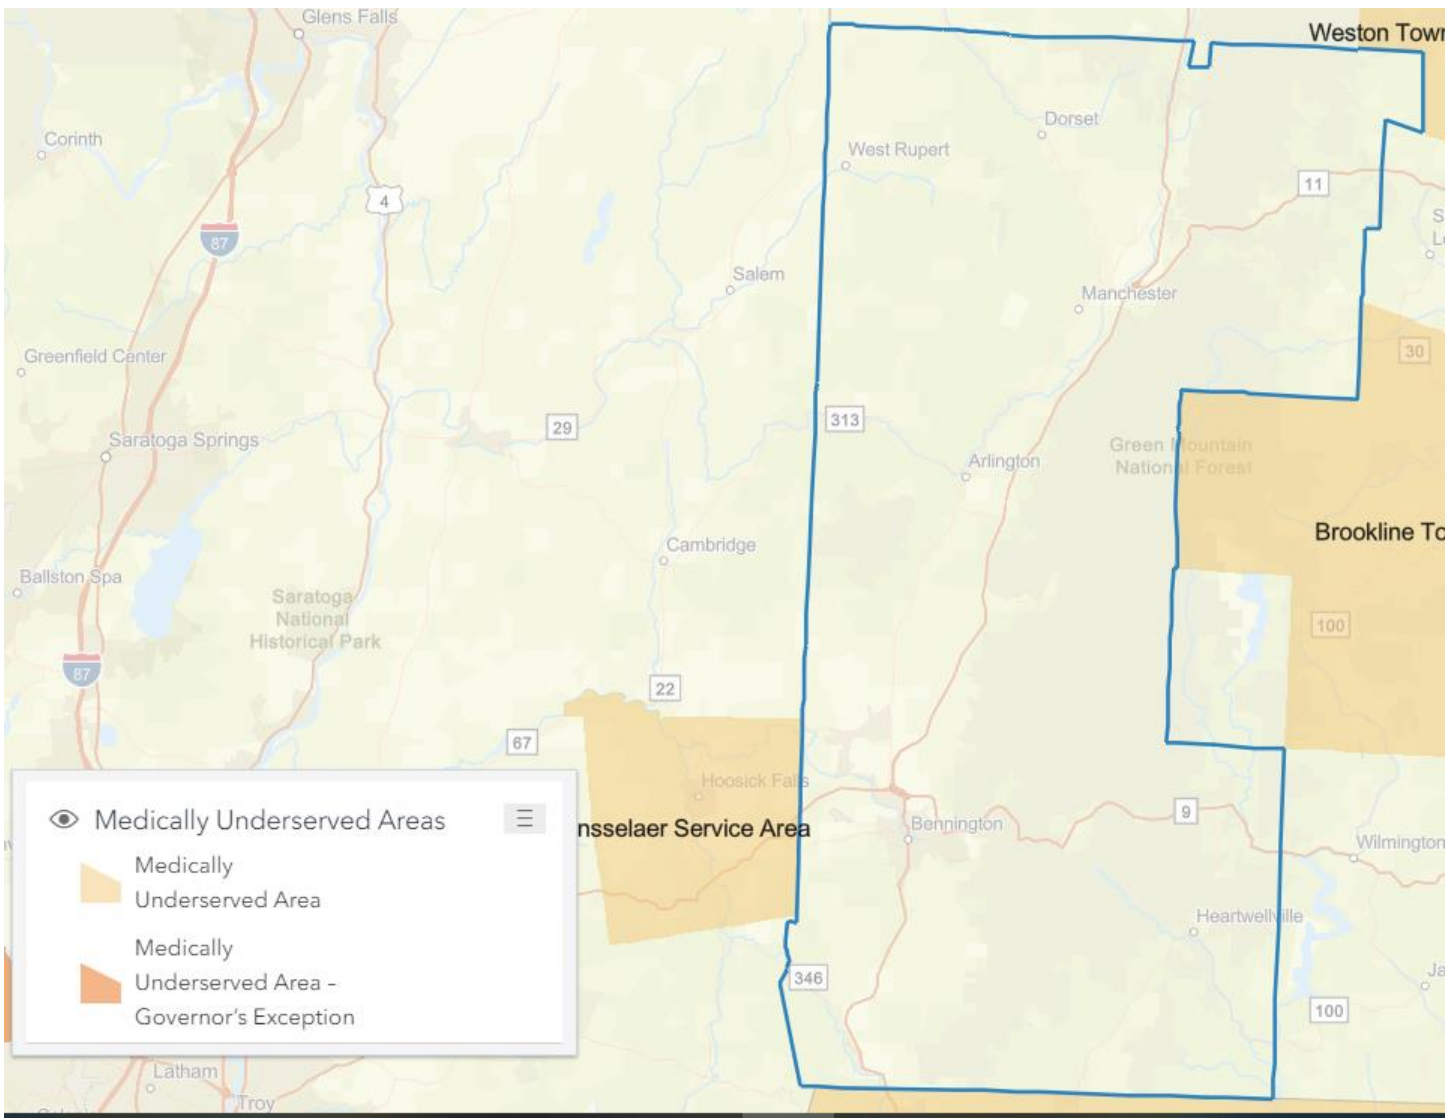 Glens Falls
Weston Tow
Corinth
Dorset
West Rupert
11
4
87
Salem
Manchester
Greenfield Center
30
29
313
Saratoga Springs
Green Mountain
National Forest
Arlington
Cambridge
Brookline To
Ballston Spa
Saratoga
National
Historical Park
100
87
22
67
Hoosick Falls
Medically Underserved Areas
nsselaer Service Area
Bennington
9
Wilmington
Medically
Underserved Area
Heartwellville
Medically
Underserved Area -
Governor's Exception
346
Ja
100
Latham
Troy